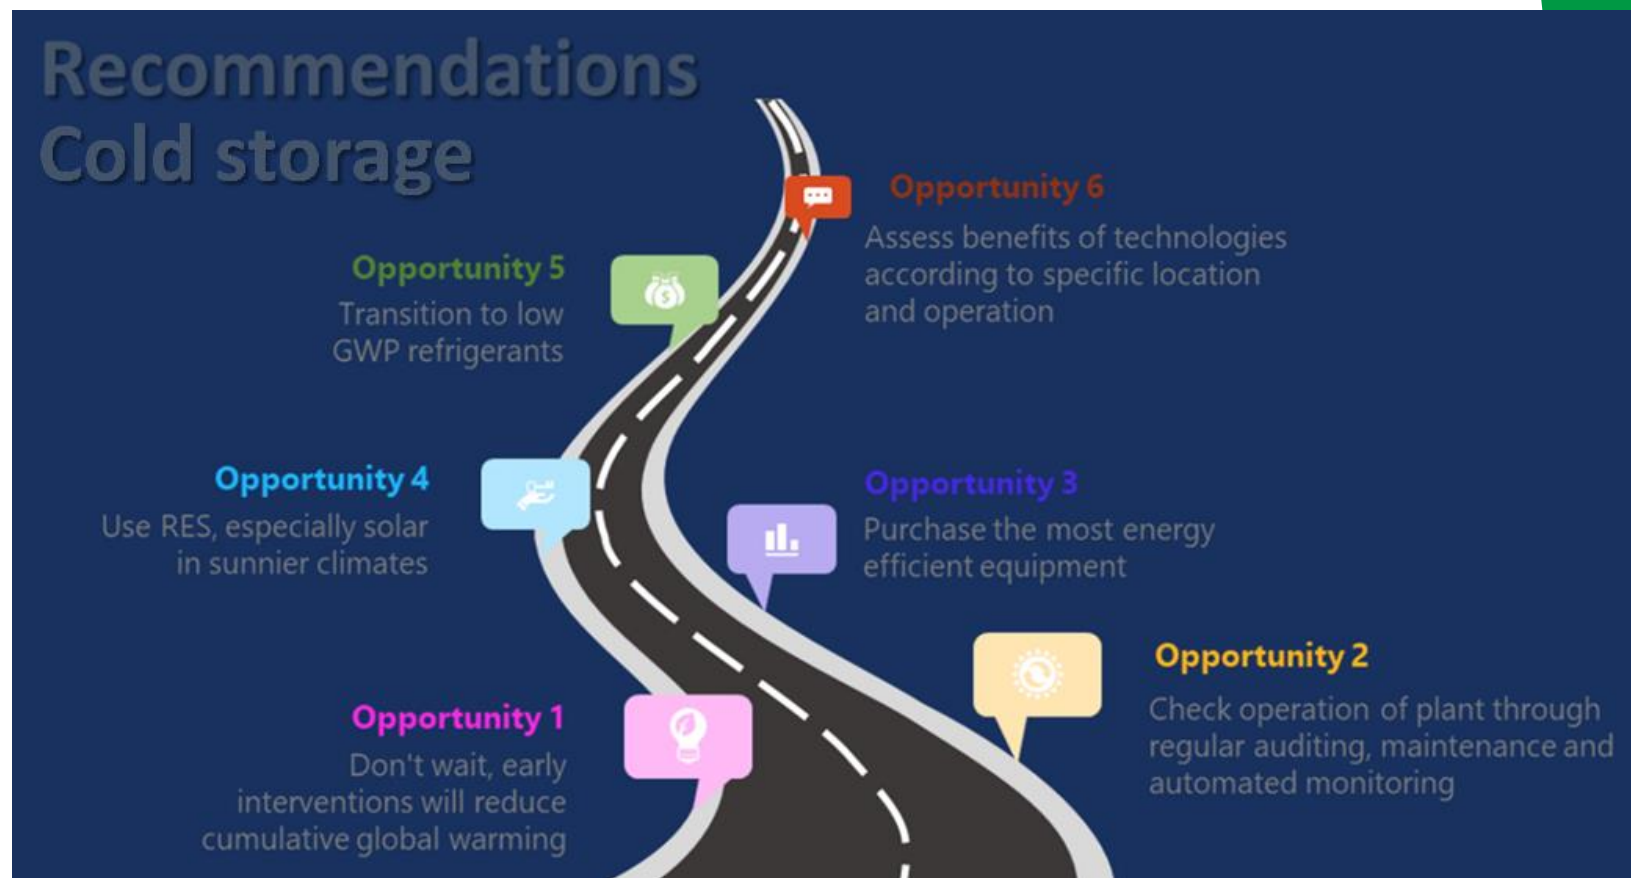 Recommendations
Cold storage
Opportunity 6
Assess benefits of technologies
according to specific location
and operation
Opportunity 5
Transition to low
GWP refrigerants
Opportunity 4
Use RES, especially solar
in sunnier climates
Opportunity 3
Purchase the most energy
efficient equipment
Opportunity 2
Check operation of plant through
regular auditing, maintenance and
automated monitoring
Opportunity 1
Don't wait, early
interventions will reduce
cumulative global warming